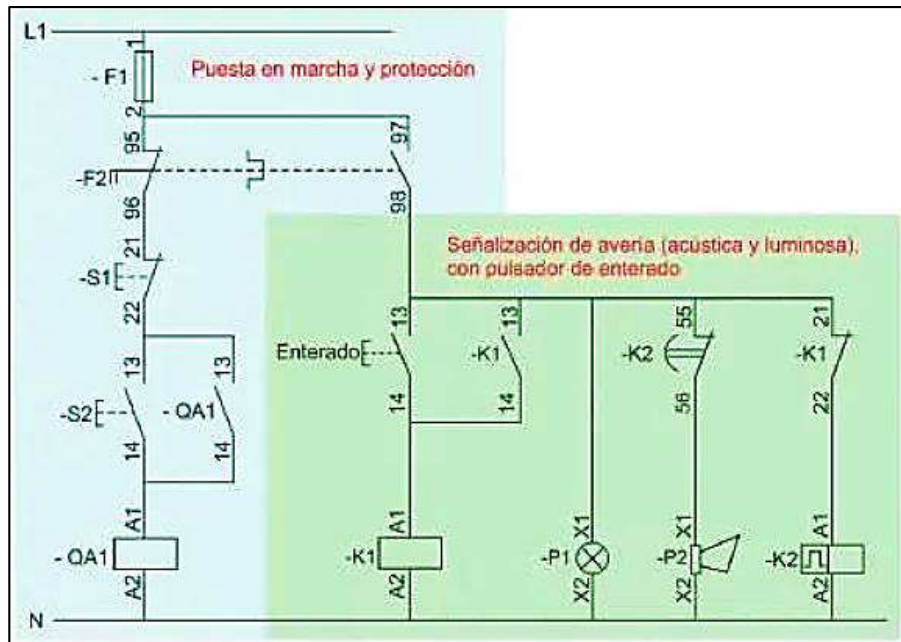 L1
1
- F1
Puesta en marcha y protección
2
95
97
-F2
96
98
21
Señalización de averia (acustica y luminosa),
con pulsador de enterado
-S1
22
13
13
55
21
Enterado
-K1
-K2
-K1
13
13
14
14
56
22
-S2
- QA1
14
14
A1
A1
X1
X1
A1
- QA1
-K1
-P1
-P2
-K2
A2
A2
X2
X2
A2
N